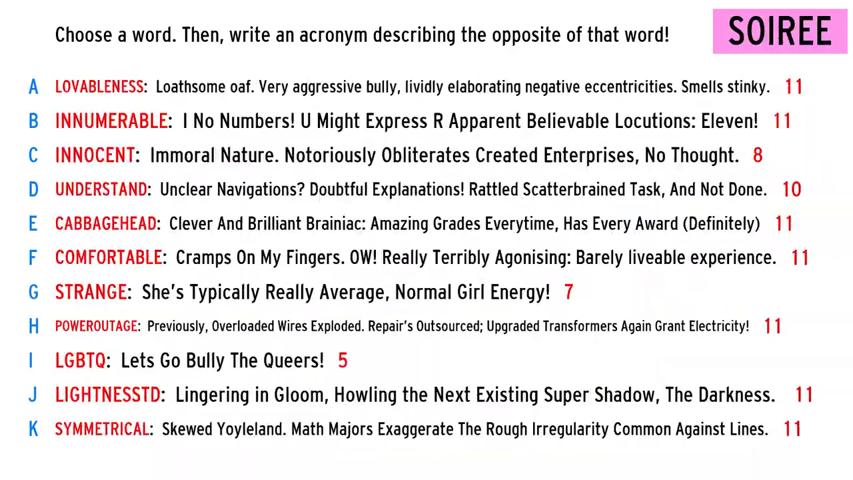 Choose a word. Then, write an acronym describing the opposite of that word!
SOIREE
A LOVABLENESS: Loathsome oaf. Very aggressive bully, lividly elaborating negative eccentricities. Smells stinky. 11
B INNUMERABLE: I No Numbers! U Might Express R Apparent Believable Locutions: Eleven! 11
C INNOCENT: Immoral Nature. Notoriously Obliterates Created Enterprises, No Thought. 8
D UNDERSTAND: Unclear Navigations? Doubtful Explanations! Rattled Scatterbrained Task, And Not Done. 10
E CABBAGEHEAD: Clever And Brilliant Brainiac: Amazing Grades Everytime, Has Every Award (Definitely) 11
F COMFORTABLE: Cramps On My Fingers. OW! Really Terribly Agonising: Barely liveable experience. 11
G STRANGE: She's Typically Really Average, Normal Girl Energy! 7
H POWEROUTAGE: Previously, Overloaded Wires Exploded. Repair's Outsourced; Upgraded Transformers Again Grant Electricity! 11
I LGBTQ: Lets Go Bully The Queers! 5
J LIGHTNESSTD: Lingering in Gloom, Howling the Next Existing Super Shadow, The Darkness. 11
K SYMMETRICAL: Skewed Yoyleland. Math Majors Exaggerate The Rough Irregularity Common Against Lines. 11